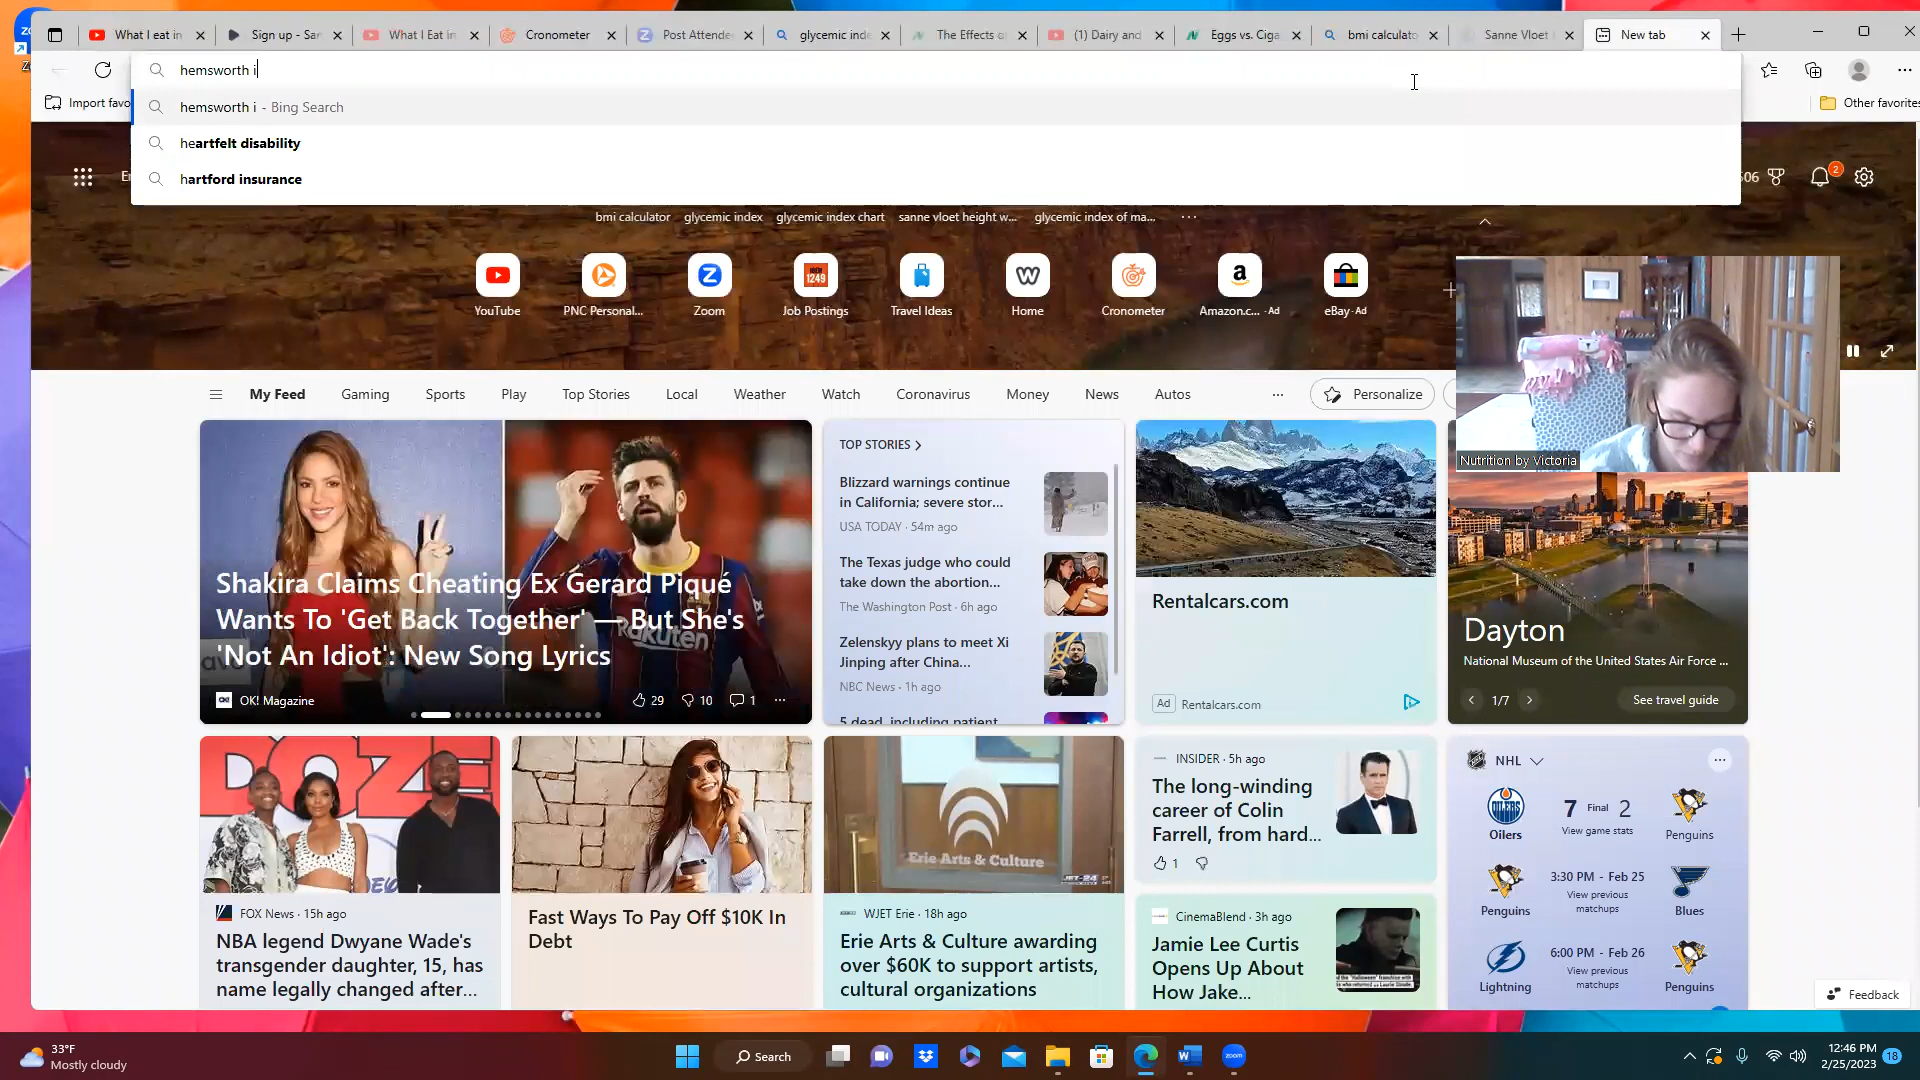 What I eat in
Sign up - Sa
What I Eat in
Cronometer
Post Attende
glycemic inde
The Effects o
(1) Dairy and
Eggs vs. Ciga
bmi calculato
Sanne Vloet
New tab
hemsworth i
Import favo
Other favorites
hemsworth i - Bing Search
heartfelt disability
hartford insurance
06
2
bmi calculator
glycemic index
glycemic index chart
sanne vloet height w...
glycemic index of ma...
YouTube
PNC Personal...
Zoom
Job Postings
Travel Ideas
Home
Cronometer
Amazon.c... · Ad
eBay · Ad
Nutrition by Victoria
My Feed
Gaming
Sports
Play
Top Stories
Local
Weather
Watch
Coronavirus
Money
News
Autos
Personalize
Shakira Claims Cheating Ex Gerard Piqué
Wants To 'Get Back Together' — But She's
'Not An Idiot': New Song Lyrics
Rakuten
OK! Magazine
29
10
1
TOP STORIES
Blizzard warnings continue
in California; severe stor...
USA TODAY · 54m ago
The Texas judge who could
take down the abortion...
The Washington Post · 6h ago
Zelenskyy plans to meet Xi
Jinping after China...
NBC News · 1h ago
5 dead, including patient
Rentalcars.com
Ad
Rentalcars.com
Dayton
National Museum of the United States Air Force ...
1/7
See travel guide
FOX News · 15h ago
NBA legend Dwyane Wade's
transgender daughter, 15, has
name legally changed after...
Fast Ways To Pay Off $10K In
Debt
Erie Arts & Culture
WJET Erie · 18h ago
Erie Arts & Culture awarding
over $60K to support artists,
cultural organizations
INSIDER · 5h ago
The long-winding
career of Colin
Farrell, from hard...
1
CinemaBlend · 3h ago
Jamie Lee Curtis
Opens Up About
How Jake...
NHL
Oilers
7 Final 2
View game stats
Penguins
Penguins
3:30 PM - Feb 25
View previous
matchups
Blues
Lightning
6:00 PM - Feb 26
View previous
matchups
Penguins
Feedback
33°F
Mostly cloudy
Search
zoom
12:46 PM
2/25/2023
18